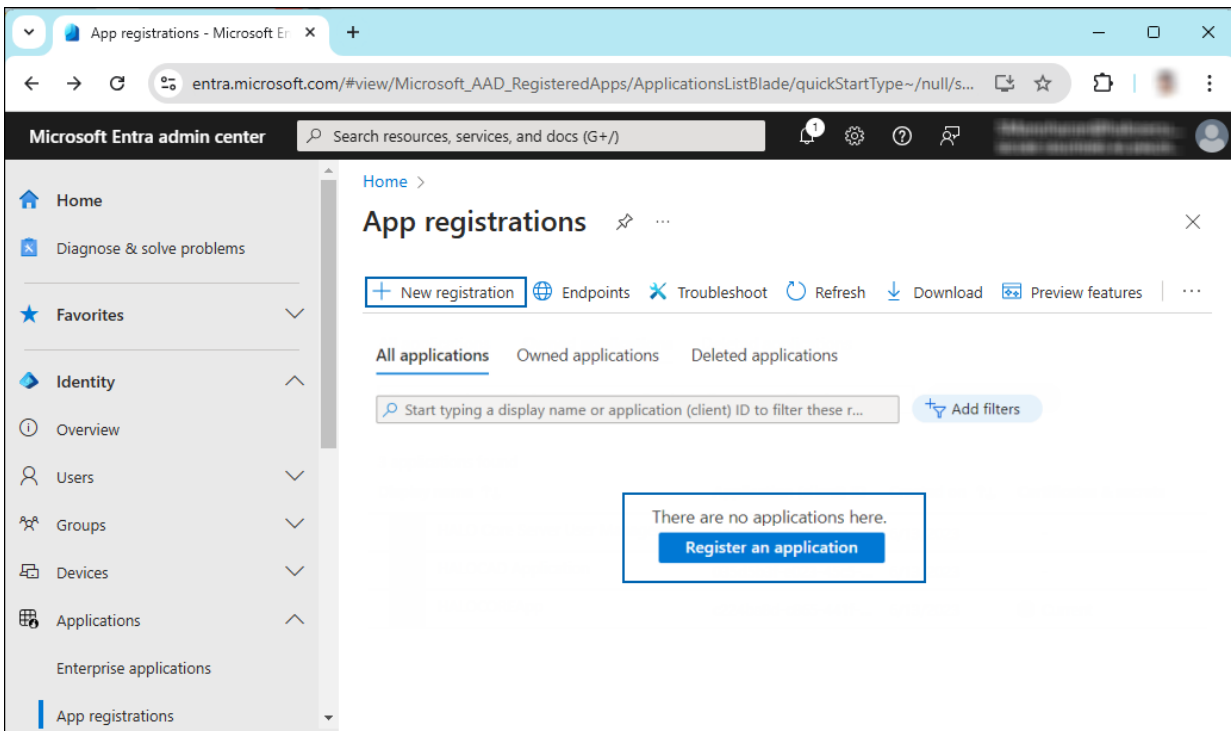 App registrations - Microsoft En
entra.microsoft.com/#view/Microsoft_AAD_RegisteredApps/ApplicationsListBlade/quickStartType~/null/s...
Microsoft Entra admin center
Search resources, services, and docs (G+/)
1
Home
Diagnose & solve problems
Favorites
Identity
Overview
Users
Groups
Devices
Applications
Enterprise applications
App registrations
Home >
App registrations
...
New registration Endpoints Troubleshoot Refresh Download Preview features ...
All applications Owned applications Deleted applications
Start typing a display name or application (client) ID to filter these r...
Add filters
There are no applications here.
Register an application